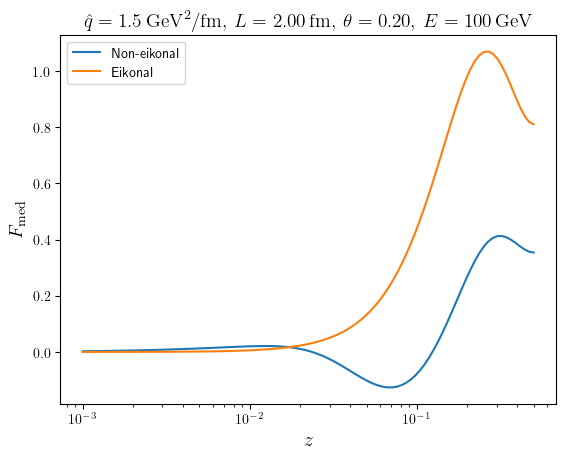 q̂ = 1.5 GeV²/fm, L = 2.00 fm, θ = 0.20, E = 100 GeV
Non-eikonal
Eikonal
F_med
1.0
0.8
0.6
0.4
0.2
0.0
10⁻³
10⁻²
10⁻¹
z